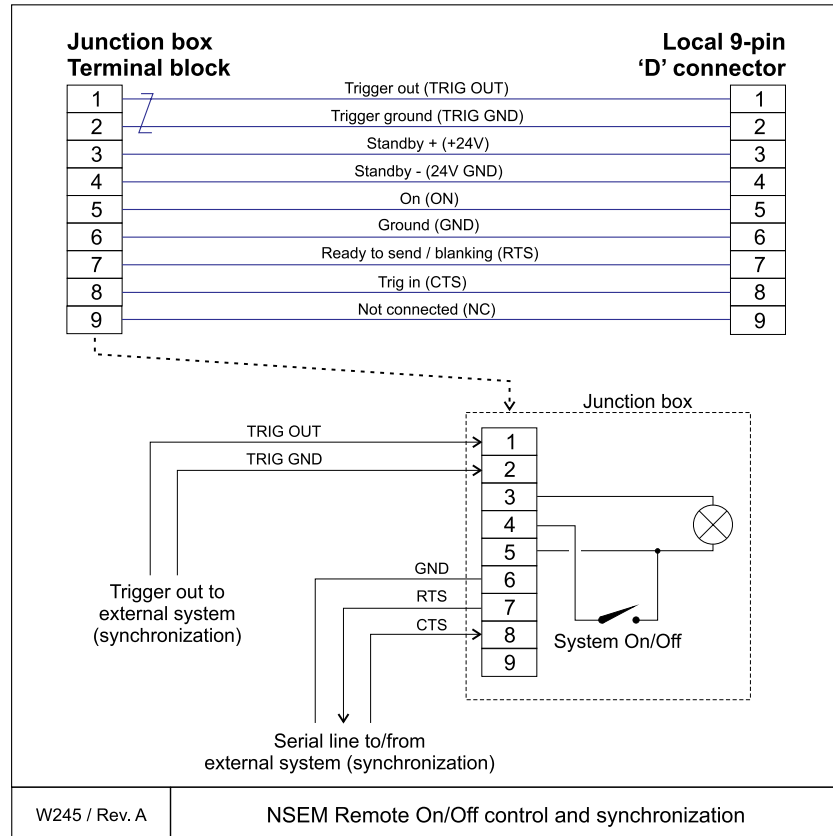 Junction box
Terminal block
Local 9-pin
‘D’ connector
1 Trigger out (TRIG OUT) 1
2 Trigger ground (TRIG GND) 2
3 Standby + (+24V) 3
4 Standby - (24V GND) 4
5 On (ON) 5
6 Ground (GND) 6
7 Ready to send / blanking (RTS) 7
8 Trig in (CTS) 8
9 Not connected (NC) 9
Junction box
TRIG OUT 1
TRIG GND 2
3
4
5
GND 6
RTS 7
CTS 8
9
System On/Off
Trigger out to
external system
(synchronization)
Serial line to/from
external system (synchronization)
W245 / Rev. A
NSEM Remote On/Off control and synchronization